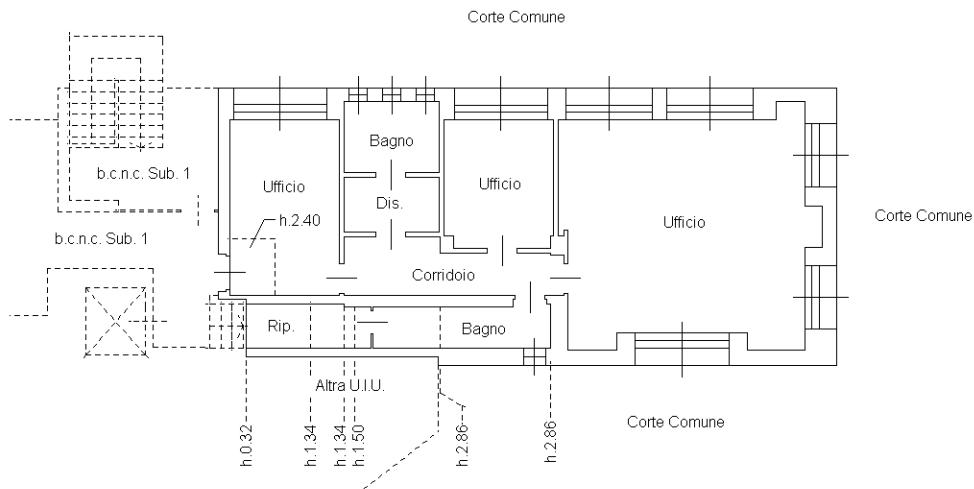 Corte Comune
Bagno
b.c.n.c. Sub. 1
Ufficio
Ufficio
Dis.
Corte Comune
h.2.40
Ufficio
b.c.n.c. Sub. 1
Corridoio
Rip.
Bagno
Altra U.I.U.
Corte Comune
h.0.32
h.1.34
h.1.34
h.1.50
h.2.86
h.2.86